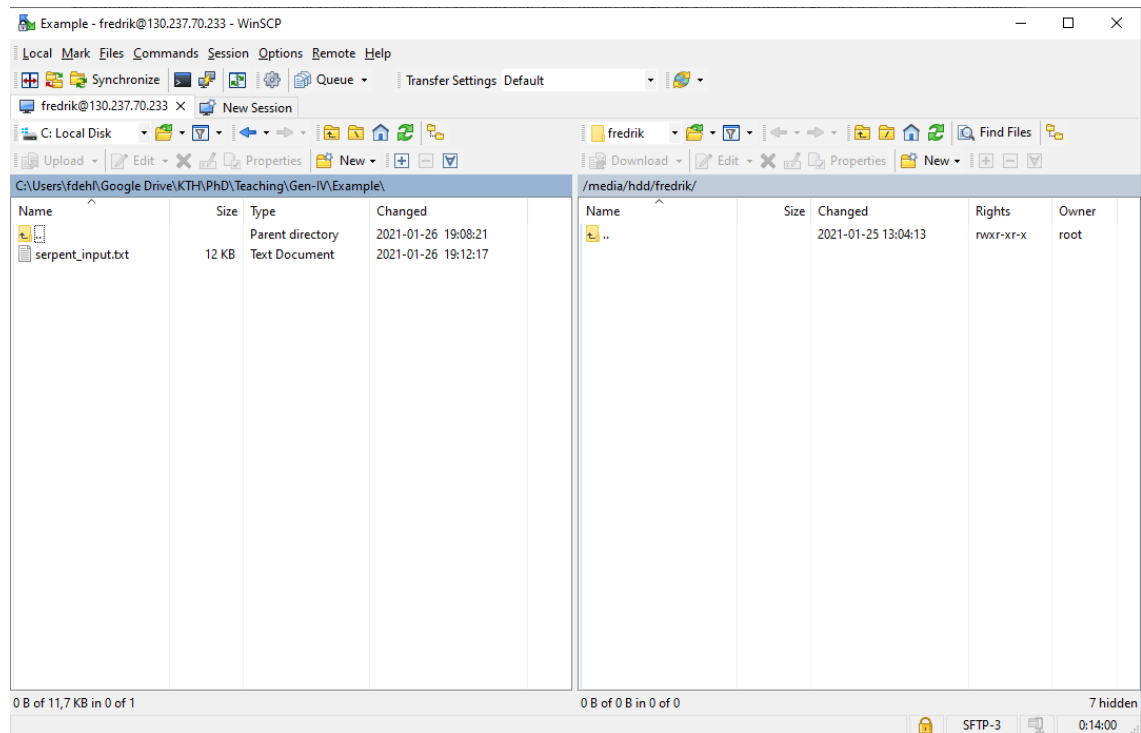 Example - fredrik@130.237.70.233 - WinSCP
Local Mark Files Commands Session Options Remote Help
Synchronize Queue Transfer Settings Default
fredrik@130.237.70.233 New Session
C: Local Disk fredrik Find Files
Upload Edit Properties New Download Edit Properties New
C:\Users\fdehl\Google Drive\KTH\PhD\Teaching\Gen-IV\Example\ /media/hdd/fredrik/
Name Size Type Changed Name Size Changed Rights Owner
.. Parent directory 2021-01-26 19:08:21 .. 2021-01-25 13:04:13 rwxr-xr-x root
serpent_input.txt 12 KB Text Document 2021-01-26 19:12:17
0 B of 11,7 KB in 0 of 1 0 B of 0 B in 0 of 0 7 hidden
SFTP-3 0:14:00